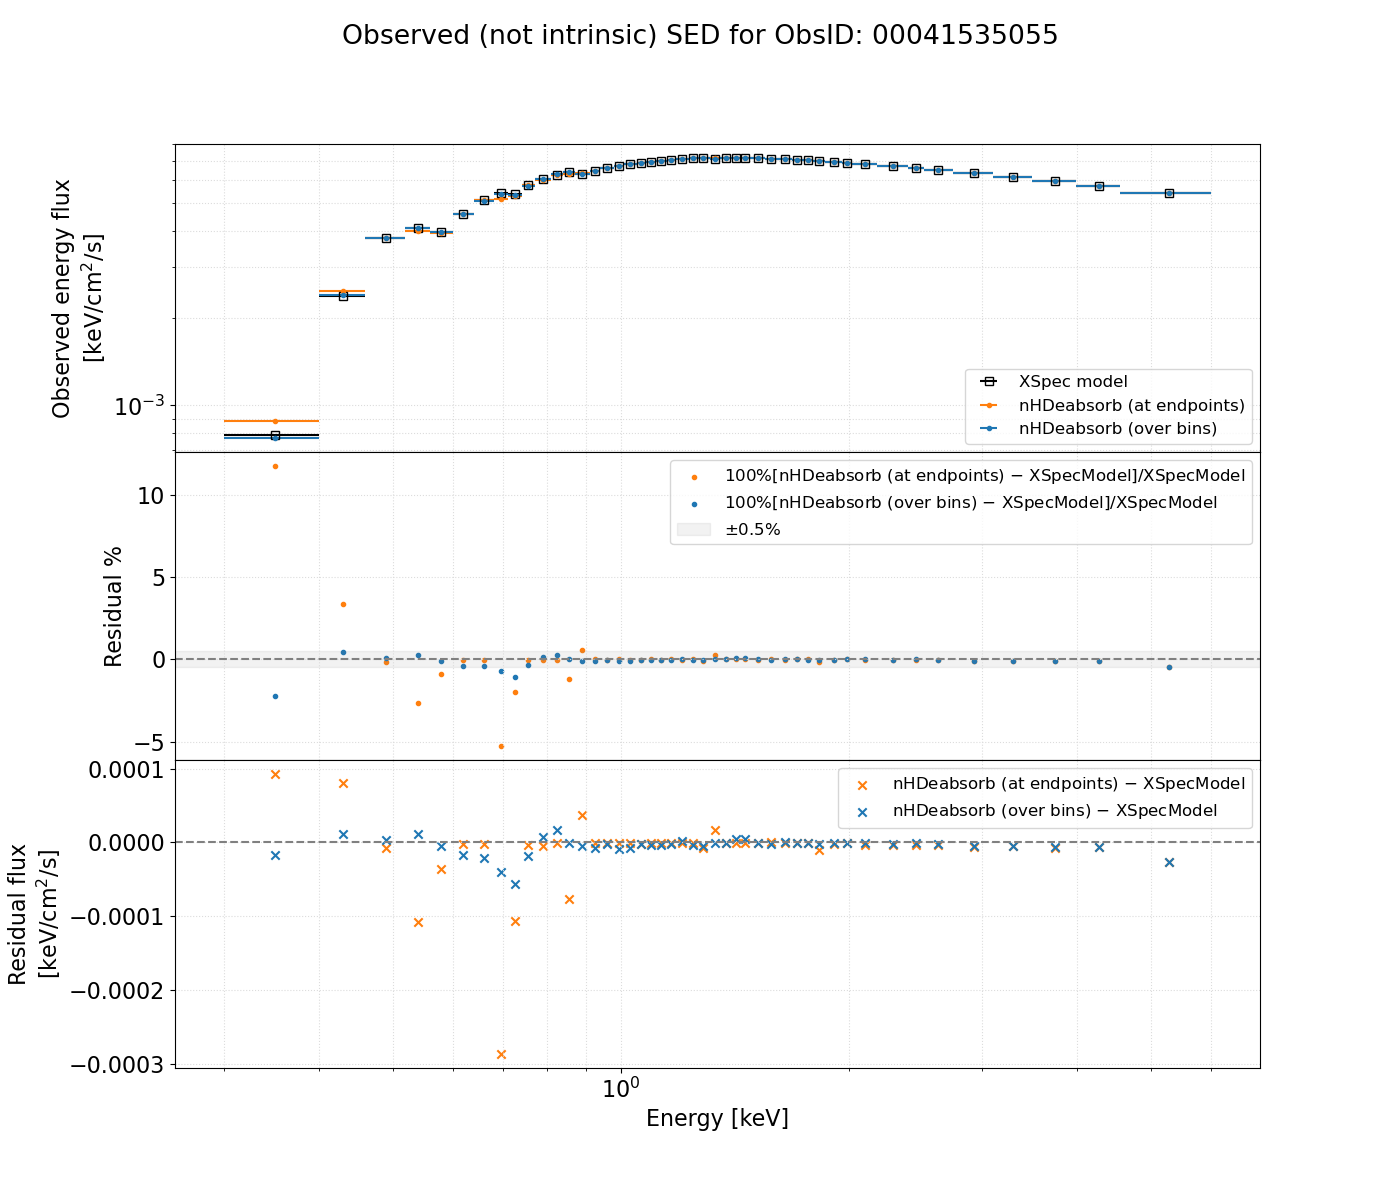 Observed (not intrinsic) SED for ObsID: 00041535055
Observed energy flux
[keV/cm²/s]
10⁻³
XSpec model
nHDeabsorb (at endpoints)
nHDeabsorb (over bins)
Residual %
10
5
0
−5
100%[nHDeabsorb (at endpoints) − XSpecModel]/XSpecModel
100%[nHDeabsorb (over bins) − XSpecModel]/XSpecModel
±0.5%
Residual flux
[keV/cm²/s]
0.0001
0.0000
−0.0001
−0.0002
−0.0003
nHDeabsorb (at endpoints) − XSpecModel
nHDeabsorb (over bins) − XSpecModel
10⁰
Energy [keV]